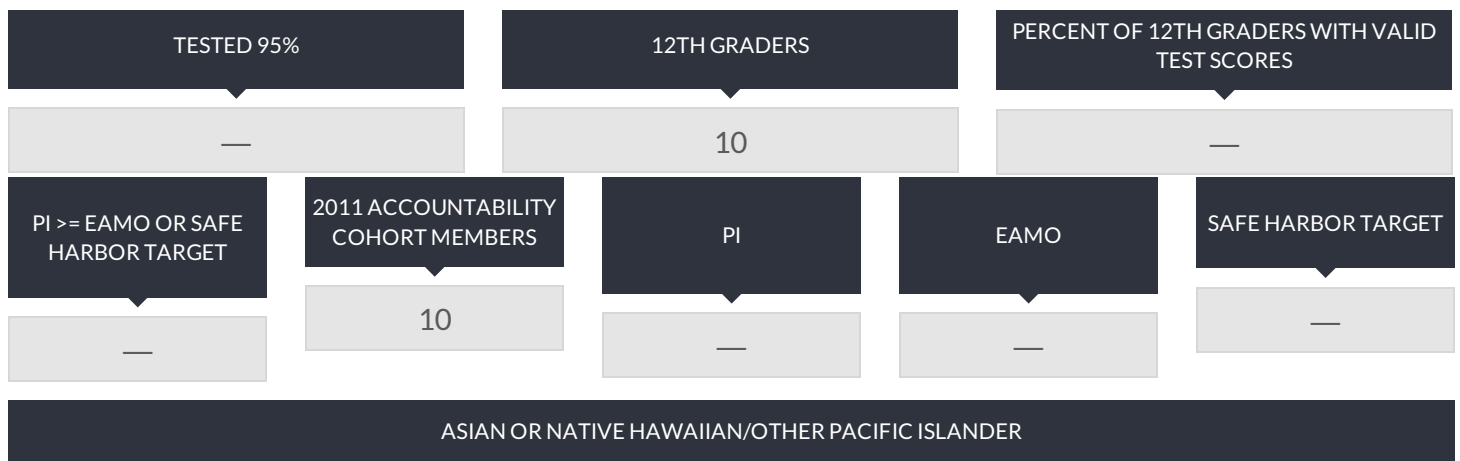 TESTED 95%
12TH GRADERS
PERCENT OF 12TH GRADERS WITH VALID
TEST SCORES
—
10
—
PI >= EAMO OR SAFE
HARBOR TARGET
2011 ACCOUNTABILITY
COHORT MEMBERS
PI
EAMO
SAFE HARBOR TARGET
—
10
—
—
—
ASIAN OR NATIVE HAWAIIAN/OTHER PACIFIC ISLANDER